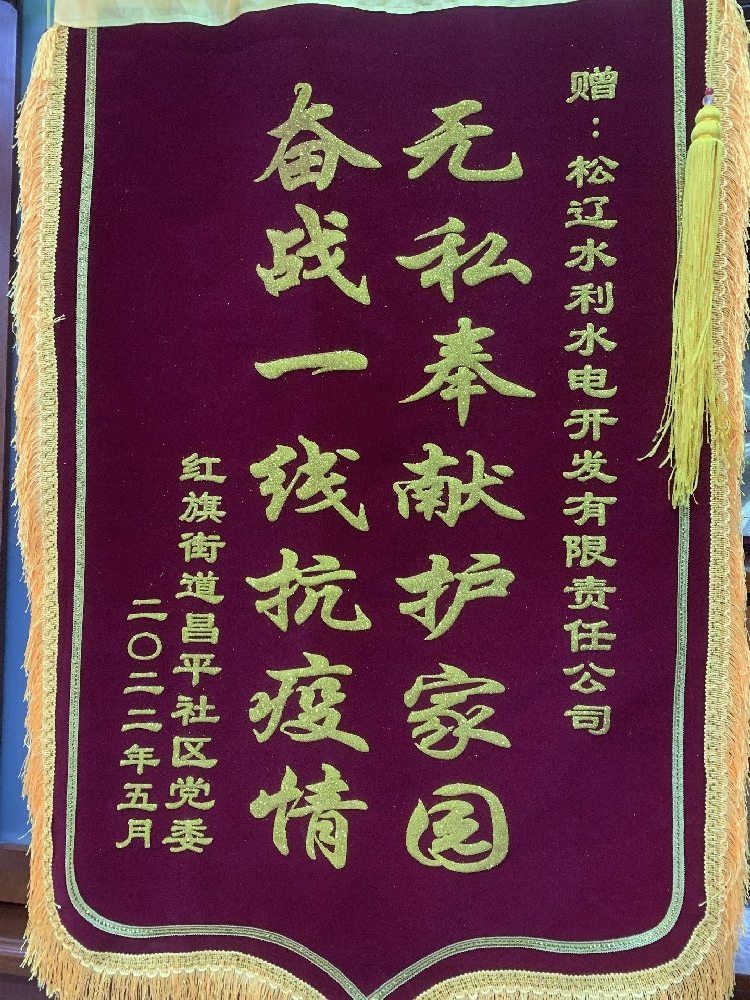 赠：松辽水利水电开发有限责任公司
无私奉献护家园
奋战一线抗疫情
红旗街道昌平社区党委
二〇二二年五月